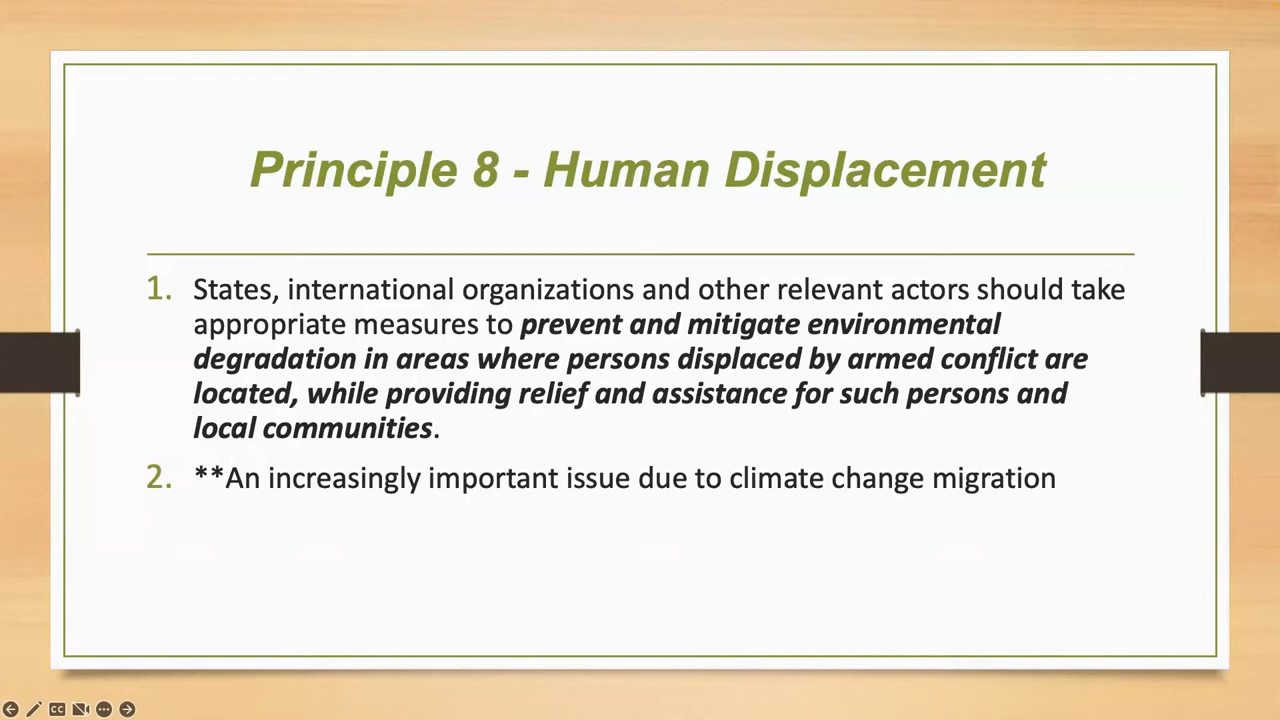 Principle 8 - Human Displacement
1. States, international organizations and other relevant actors should take
appropriate measures to prevent and mitigate environmental
degradation in areas where persons displaced by armed conflict are
located, while providing relief and assistance for such persons and
local communities.
2. **An increasingly important issue due to climate change migration
CC